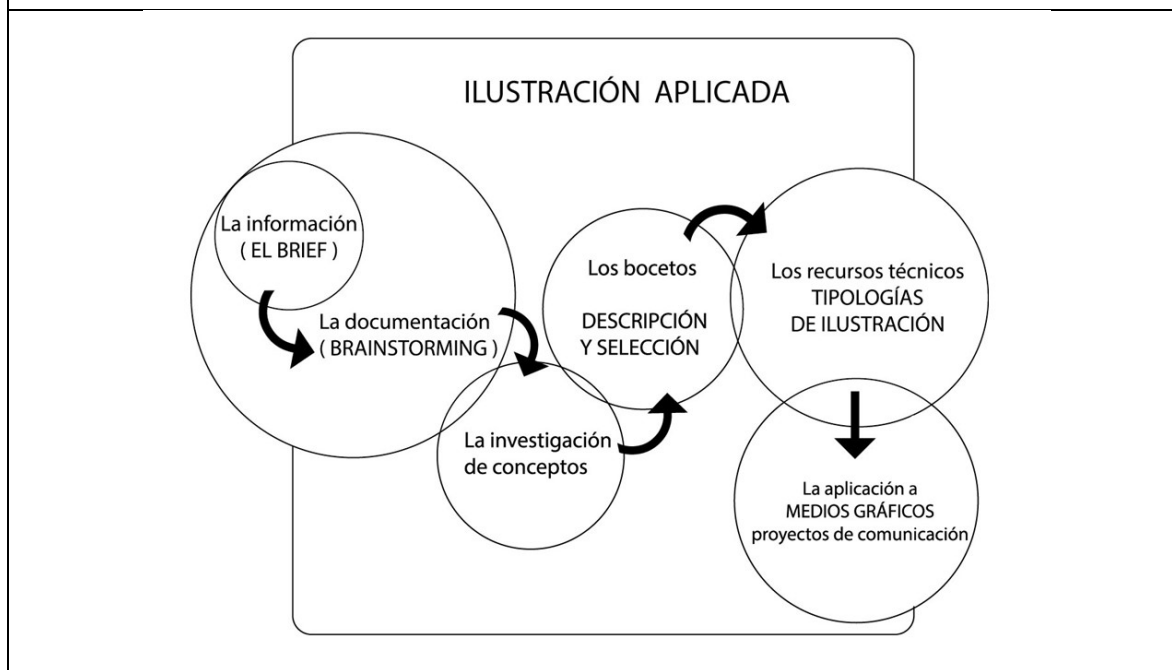 ILUSTRACIÓN APLICADA
La información
( EL BRIEF )
La documentación
( BRAINSTORMING )
La investigación
de conceptos
Los bocetos
DESCRIPCIÓN
Y SELECCIÓN
Los recursos técnicos
TIPOLOGÍAS
DE ILUSTRACIÓN
La aplicación a
MEDIOS GRÁFICOS
proyectos de comunicación